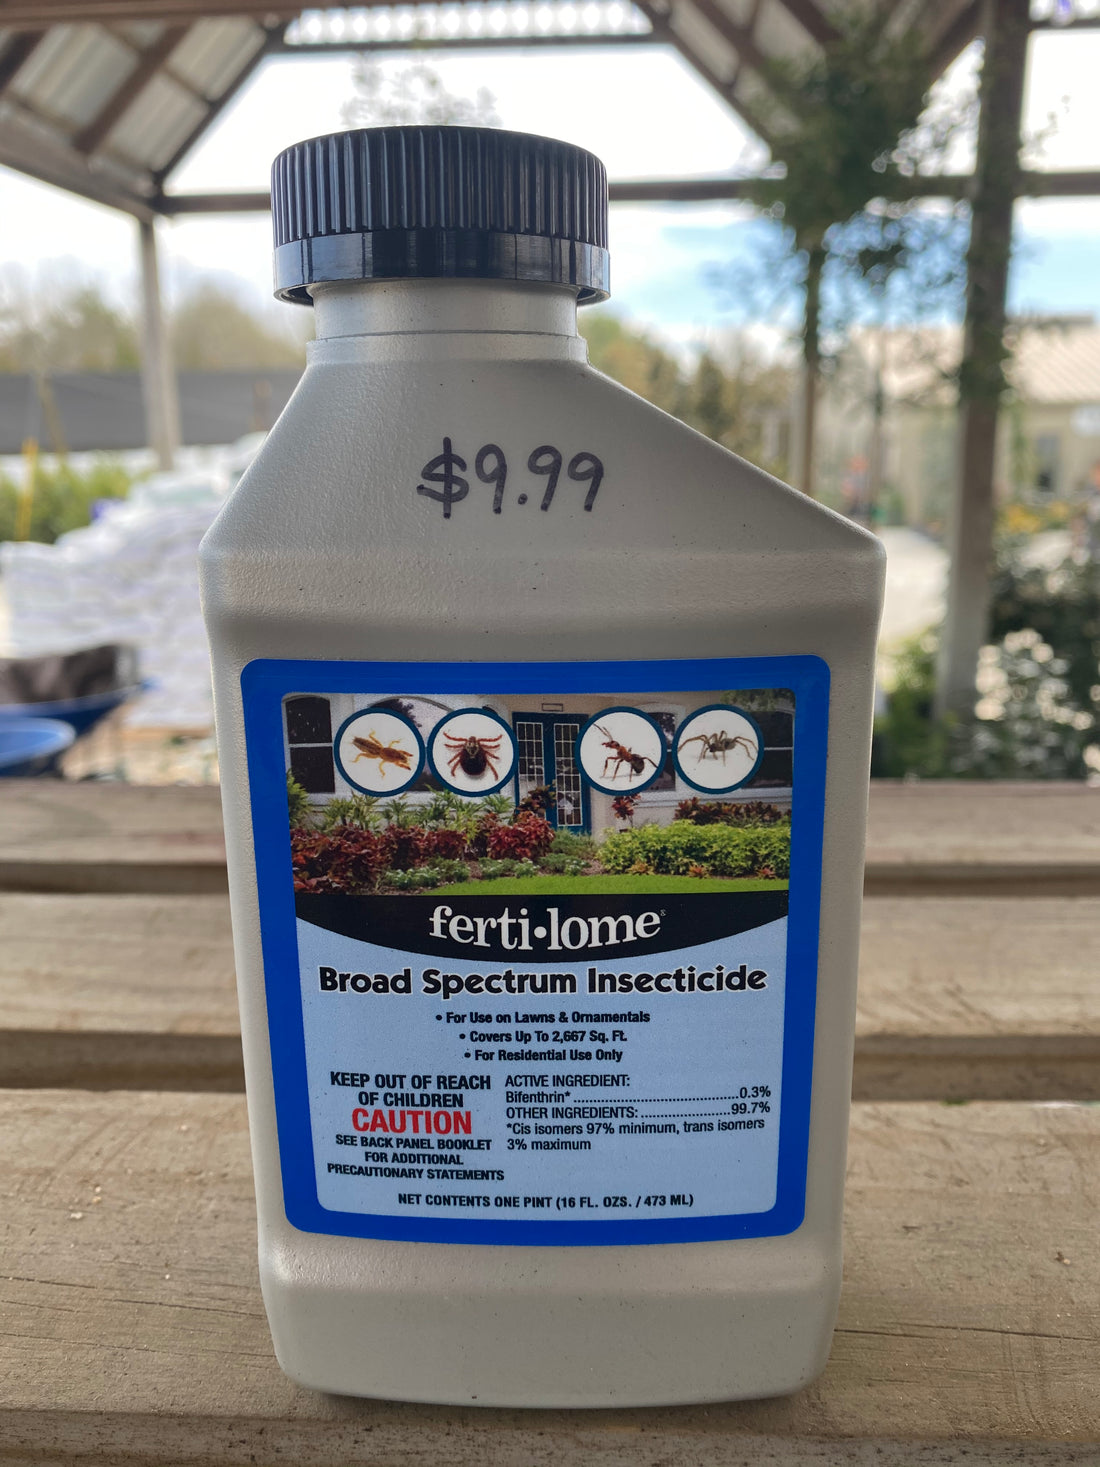 $9.99
ferti•lome®
Broad Spectrum Insecticide
• For Use on Lawns & Ornamentals
• Covers Up To 2,667 Sq. Ft.
• For Residential Use Only
KEEP OUT OF REACH
OF CHILDREN
CAUTION
SEE BACK PANEL BOOKLET
FOR ADDITIONAL
PRECAUTIONARY STATEMENTS
ACTIVE INGREDIENT:
Bifenthrin*..........................................0.3%
OTHER INGREDIENTS:.......................99.7%
*Cis isomers 97% minimum, trans isomers
3% maximum
NET CONTENTS ONE PINT (16 FL. OZS. / 473 ML)